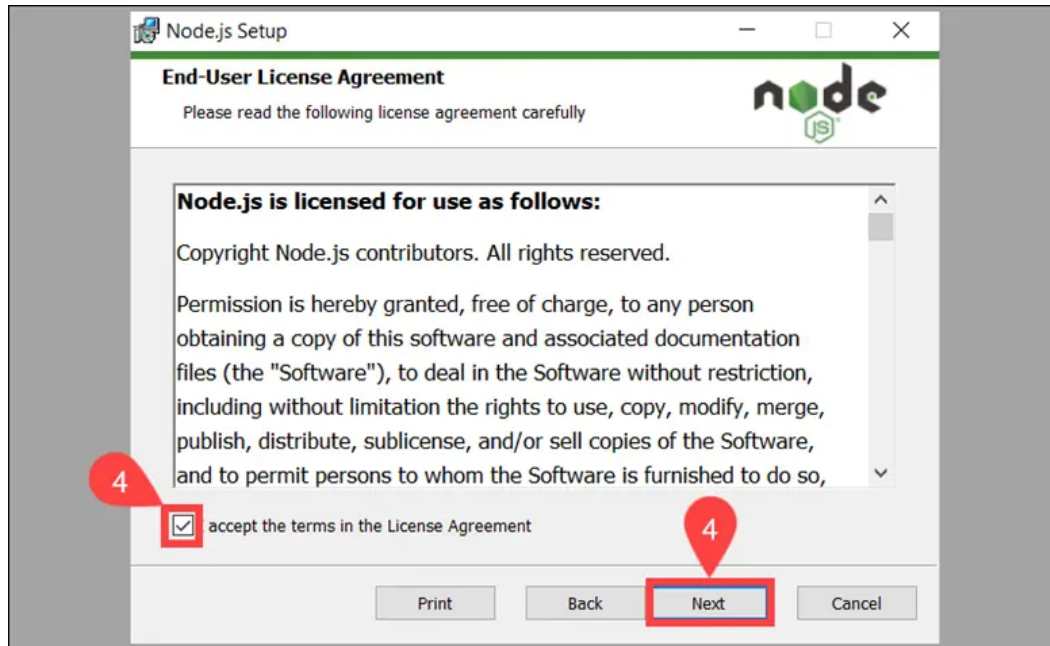 Node.js Setup
End-User License Agreement
Please read the following license agreement carefully
node
JS
Node.js is licensed for use as follows:
Copyright Node.js contributors. All rights reserved.
Permission is hereby granted, free of charge, to any person
obtaining a copy of this software and associated documentation
files (the "Software"), to deal in the Software without restriction,
including without limitation the rights to use, copy, modify, merge,
publish, distribute, sublicense, and/or sell copies of the Software,
and to permit persons to whom the Software is furnished to do so,
4
accept the terms in the License Agreement
4
Print Back Next Cancel